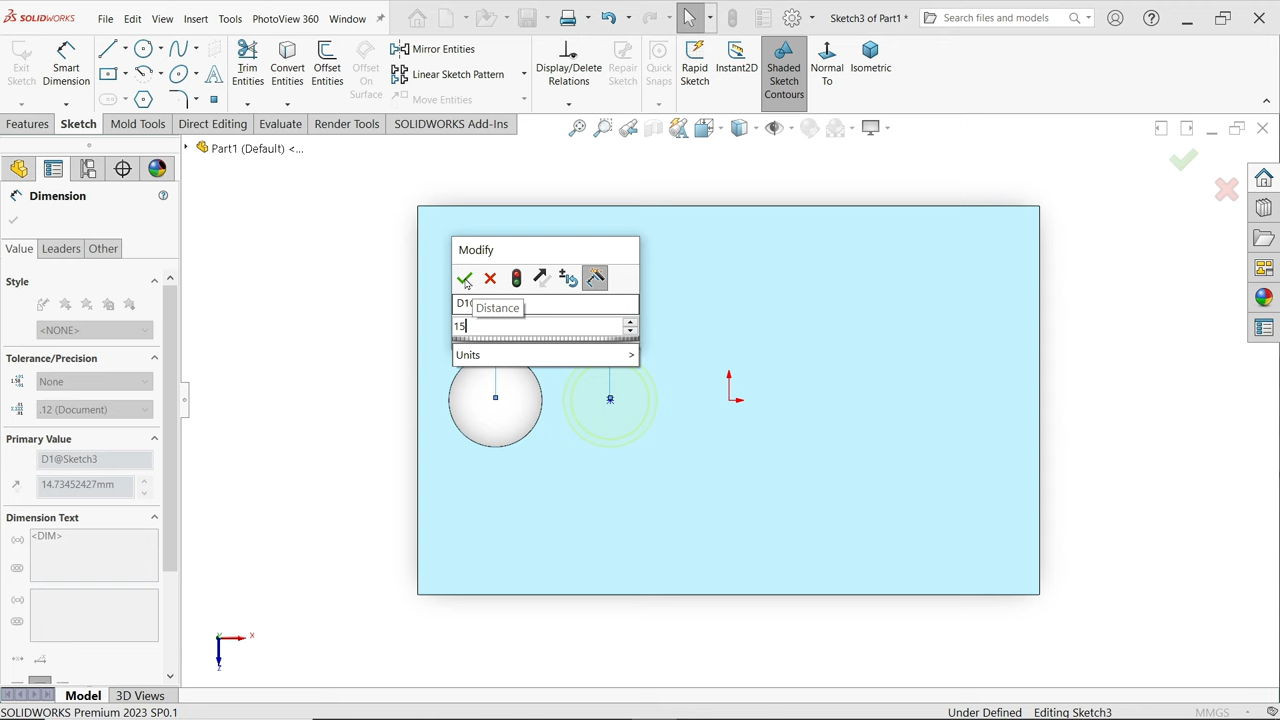 SOLIDWORKS
File
Edit
View
Insert
Tools
PhotoView 360
Window
Sketch3 of Part1 *
Search files and models
Exit Sketch
Smart Dimension
Trim Entities
Convert Entities
Offset Entities
Offset On Surface
Mirror Entities
Linear Sketch Pattern
Move Entities
Display/Delete Relations
Repair Sketch
Quick Snaps
Rapid Sketch
Instant2D
Shaded Sketch Contours
Normal To
Isometric
Features
Sketch
Mold Tools
Direct Editing
Evaluate
Render Tools
SOLIDWORKS Add-Ins
Part1 (Default) <...
Dimension
Value
Leaders
Other
Style
<NONE>
Tolerance/Precision
None
.12 (Document)
Primary Value
D1@Sketch3
14.73452427mm
Dimension Text
<DIM>
Modify
Distance
15
Units
>
X
Y
Z
Model
3D Views
SOLIDWORKS Premium 2023 SP0.1
Under Defined
Editing Sketch3
MMGS